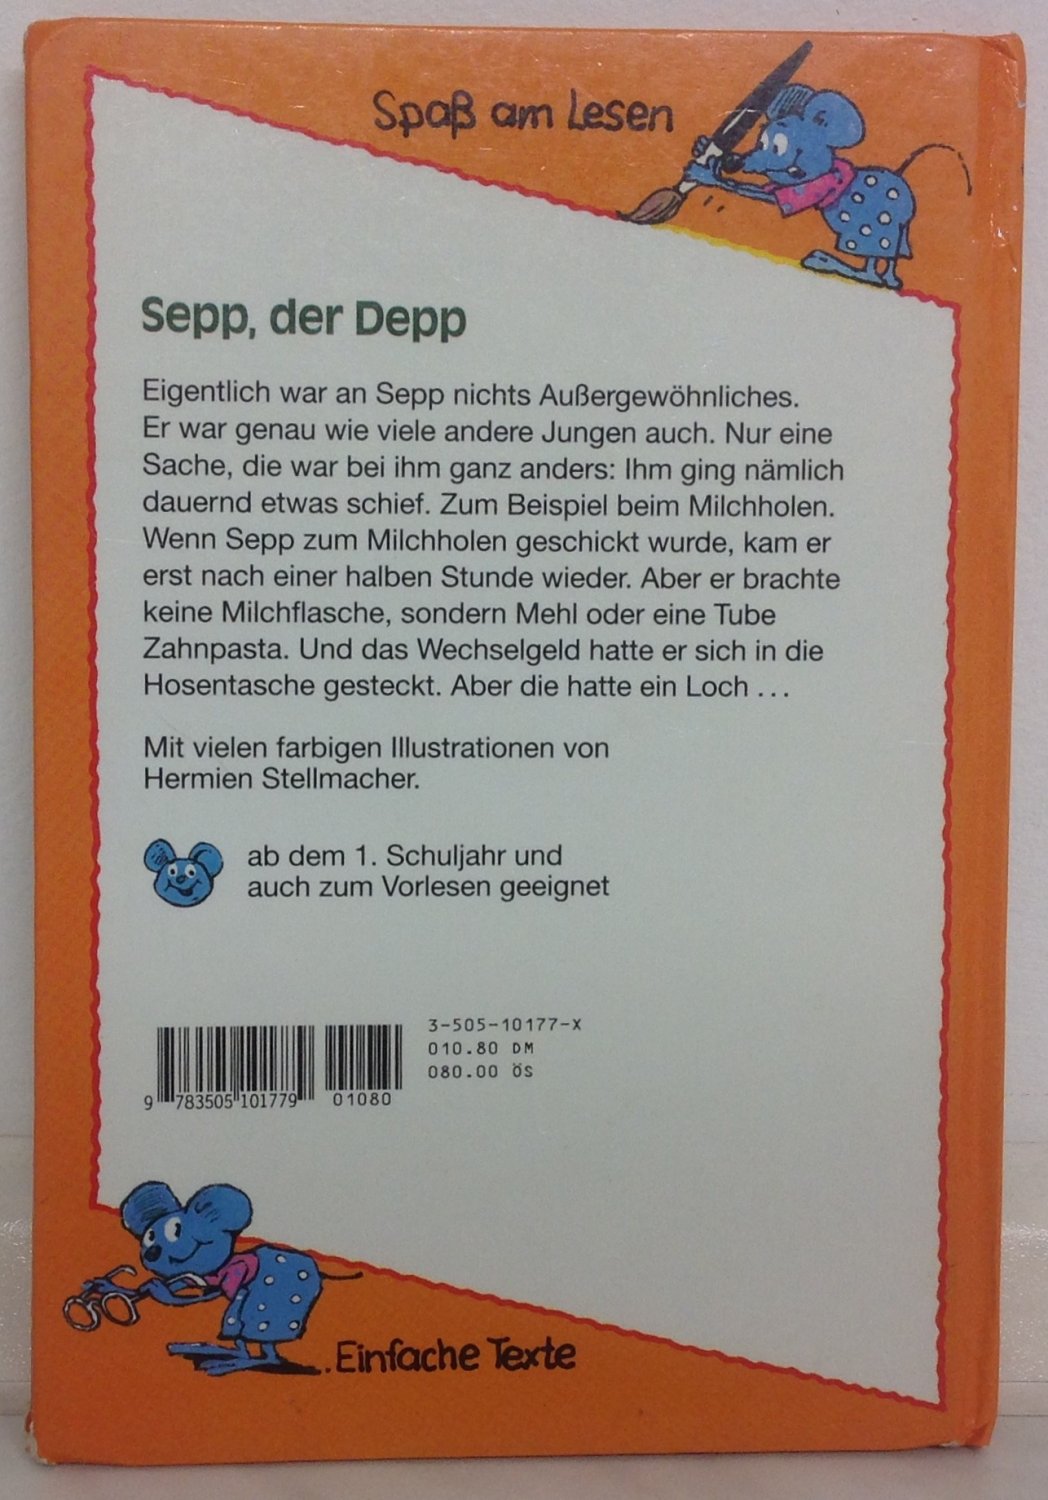 Spaß am Lesen
Sepp, der Depp
Eigentlich war an Sepp nichts Außergewöhnliches.
Er war genau wie viele andere Jungen auch. Nur eine
Sache, die war bei ihm ganz anders: Ihm ging nämlich
dauernd etwas schief. Zum Beispiel beim Milchholen.
Wenn Sepp zum Milchholen geschickt wurde, kam er
erst nach einer halben Stunde wieder. Aber er brachte
keine Milchflasche, sondern Mehl oder eine Tube
Zahnpasta. Und das Wechselgeld hatte er sich in die
Hosentasche gesteckt. Aber die hatte ein Loch ...
Mit vielen farbigen Illustrationen von
Hermien Stellmacher.
ab dem 1. Schuljahr und
auch zum Vorlesen geeignet
3-505-10177-X
010.80 DM
080.00 ÖS
9 783505 101779 01080
Einfache Texte